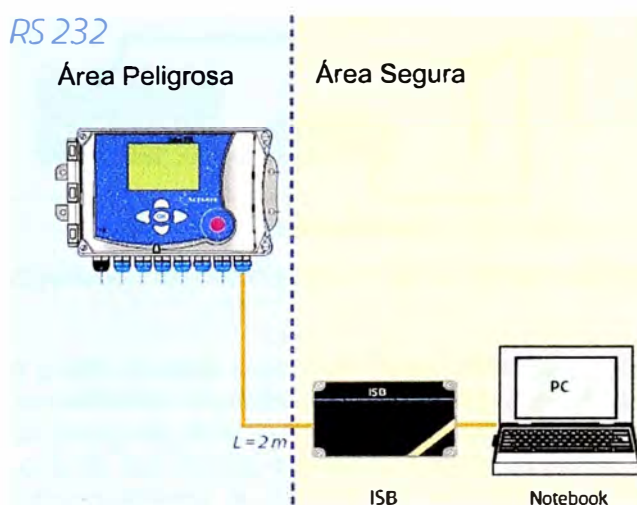 RS 232
Área Peligrosa
Área Segura
ISB
PC
L = 2 m
ISB
Notebook